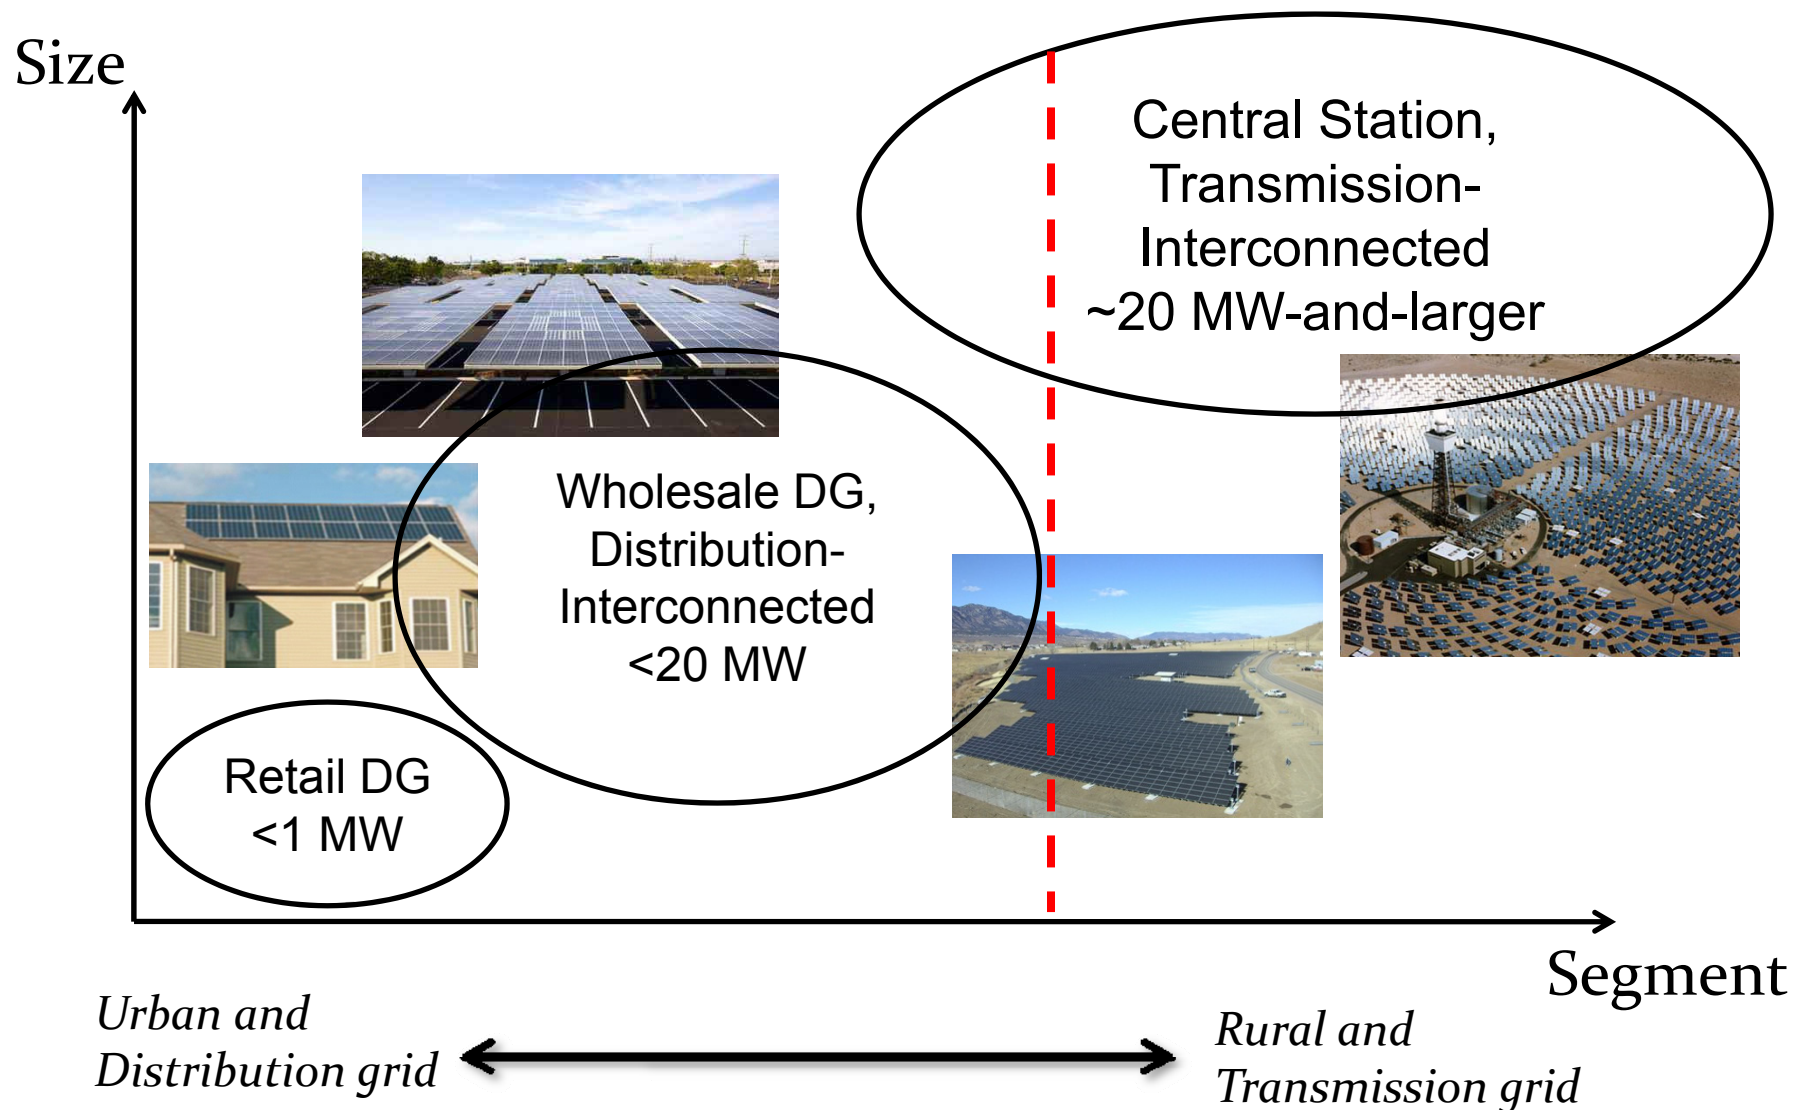 Size
Central Station,
Transmission-
Interconnected
~20 MW-and-larger
Wholesale DG,
Distribution-
Interconnected
<20 MW
Retail DG
<1 MW
Segment
Urban and
Distribution grid
Rural and
Transmission grid